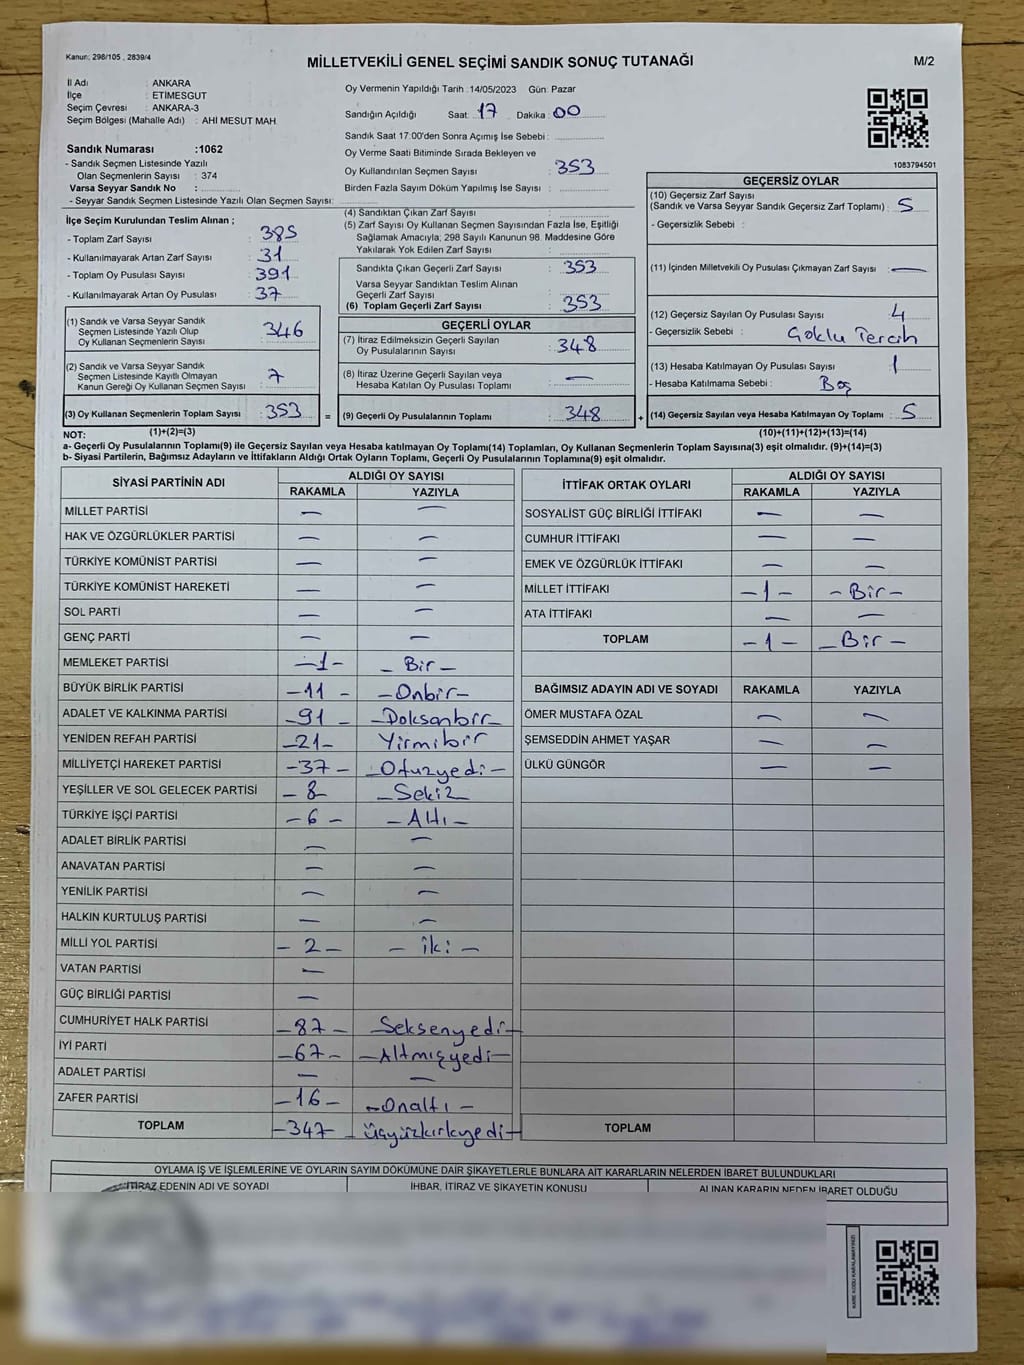 Kanun; 298/105 , 2839/4
MİLLETVEKİLİ GENEL SEÇİMİ SANDIK SONUÇ TUTANAĞI
M/2
İl Adı : ANKARA
İlçe : ETİMESGUT
Seçim Çevresi : ANKARA-3
Seçim Bölgesi (Mahalle Adı) : AHI MESUT MAH.
Sandık Numarası :1062
- Sandık Seçmen Listesinde Yazılı
Olan Seçmenlerin Sayısı : 374
Varsa Seyyar Sandık No :
- Seyyar Sandık Seçmen Listesinde Yazılı Olan Seçmen Sayısı:
Oy Vermenin Yapıldığı Tarih :14/05/2023 Gün: Pazar
Sandığın Açıldığı Saat: 17 Dakika: 00
Sandık Saat 17:00'den Sonra Açımış İse Sebebi :
Oy Verme Saati Bitiminde Sırada Bekleyen ve
Oy Kullandırılan Seçmen Sayısı : 353
Birden Fazla Sayım Döküm Yapılmış İse Sayısı :
1083794501
İlçe Seçim Kurulundan Teslim Alınan ;
- Toplam Zarf Sayısı : 385
- Kullanılmayarak Artan Zarf Sayısı : 31
- Toplam Oy Pusulası Sayısı : 391
- Kullanılmayarak Artan Oy Pusulası : 37
(1) Sandık ve Varsa Seyyar Sandık
Seçmen Listesinde Yazılı Olup
Oy Kullanan Seçmenlerin Sayısı : 346
(2) Sandık ve Varsa Seyyar Sandık
Seçmen Listesinde Kayıtlı Olmayan
Kanun Gereği Oy Kullanan Seçmen Sayısı : 7
(3) Oy Kullanan Seçmenlerin Toplam Sayısı : 353
(1)+(2)=(3)
(4) Sandıktan Çıkan Zarf Sayısı :
(5) Zarf Sayısı Oy Kullanan Seçmen Sayısından Fazla İse, Eşitliği
Sağlamak Amacıyla; 298 Sayılı Kanunun 98. Maddesine Göre
Yakılarak Yok Edilen Zarf Sayısı :
Sandıkta Çıkan Geçerli Zarf Sayısı : 353
Varsa Seyyar Sandıktan Teslim Alınan
Geçerli Zarf Sayısı :
(6) Toplam Geçerli Zarf Sayısı : 353
GEÇERLİ OYLAR
(7) İtiraz Edilmeksizin Geçerli Sayılan
Oy Pusulalarının Sayısı : 348
(8) İtiraz Üzerine Geçerli Sayılan veya
Hesaba Katılan Oy Pusulası Toplamı : —
= (9) Geçerli Oy Pusulalarının Toplamı : 348 +
GEÇERSİZ OYLAR
(10) Geçersiz Zarf Sayısı
(Sandık ve Varsa Seyyar Sandık Geçersiz Zarf Toplamı) : 5
- Geçersizlik Sebebi :
(11) İçinden Milletvekili Oy Pusulası Çıkmayan Zarf Sayısı : —
(12) Geçersiz Sayılan Oy Pusulası Sayısı : 4
- Geçersizlik Sebebi : Çoklu Tercih
(13) Hesaba Katılmayan Oy Pusulası Sayısı : 1
- Hesaba Katılmama Sebebi : Boş
(14) Geçersiz Sayılan veya Hesaba Katılmayan Oy Toplamı : 5
(10)+(11)+(12)+(13)=(14)
NOT:
a- Geçerli Oy Pusulalarının Toplamı(9) ile Geçersiz Sayılan veya Hesaba katılmayan Oy Toplamı(14) Toplamları, Oy Kullanan Seçmenlerin Toplam Sayısına(3) eşit olmalıdır. (9)+(14)=(3)
b- Siyasi Partilerin, Bağımsız Adayların ve İttifakların Aldığı Ortak Oyların Toplamı, Geçerli Oy Pusulalarının Toplamına(9) eşit olmalıdır.
SİYASİ PARTİNİN ADI ALDIĞI OY SAYISI
RAKAMLA YAZIYLA
MİLLET PARTİSİ — —
HAK VE ÖZGÜRLÜKLER PARTİSİ — —
TÜRKİYE KOMÜNİST PARTİSİ — —
TÜRKİYE KOMÜNİST HAREKETİ — —
SOL PARTİ — —
GENÇ PARTİ — —
MEMLEKET PARTİSİ -1- - Bir -
BÜYÜK BİRLİK PARTİSİ -11- -Onbir-
ADALET VE KALKINMA PARTİSİ -91- -Doksanbir-
YENİDEN REFAH PARTİSİ -21- Yirmibir
MİLLİYETÇİ HAREKET PARTİSİ -37- -Otuzyedi-
YEŞİLLER VE SOL GELECEK PARTİSİ -8- -Sekiz
TÜRKİYE İŞÇİ PARTİSİ -6- -Altı-
ADALET BİRLİK PARTİSİ — —
ANAVATAN PARTİSİ — —
YENİLİK PARTİSİ — —
HALKIN KURTULUŞ PARTİSİ — —
MİLLİ YOL PARTİSİ -2- - iki -
VATAN PARTİSİ —
GÜÇ BİRLİĞİ PARTİSİ —
CUMHURİYET HALK PARTİSİ -87- -Seksenyedi-
İYİ PARTİ -67- -Altmışyedi-
ADALET PARTİSİ — —
ZAFER PARTİSİ -16- -Onaltı-
TOPLAM -347- üçyüzkırkyedi-
İTTİFAK ORTAK OYLARI ALDIĞI OY SAYISI
RAKAMLA YAZIYLA
SOSYALİST GÜÇ BİRLİĞİ İTTİFAKI — —
CUMHUR İTTİFAKI — —
EMEK VE ÖZGÜRLÜK İTTİFAKI — —
MİLLET İTTİFAKI -1- -Bir-
ATA İTTİFAKI — —
TOPLAM -1- -Bir-
BAĞIMSIZ ADAYIN ADI VE SOYADI RAKAMLA YAZIYLA
ÖMER MUSTAFA ÖZAL — —
ŞEMSEDDİN AHMET YAŞAR — —
ÜLKÜ GÜNGÖR — —
TOPLAM
OYLAMA İŞ VE İŞLEMLERİNE VE OYLARIN SAYIM DÖKÜMÜNE DAİR ŞİKAYETLERLE BUNLARA AİT KARARLARIN NELERDEN İBARET BULUNDUKLARI
İTİRAZ EDENİN ADI VE SOYADI IHBAR, İTİRAZ VE ŞİKAYETİN KONUSU ALINAN KARARIN NEDEN İBARET OLDUĞU
KARE KODU KARALAMAYINIZ!